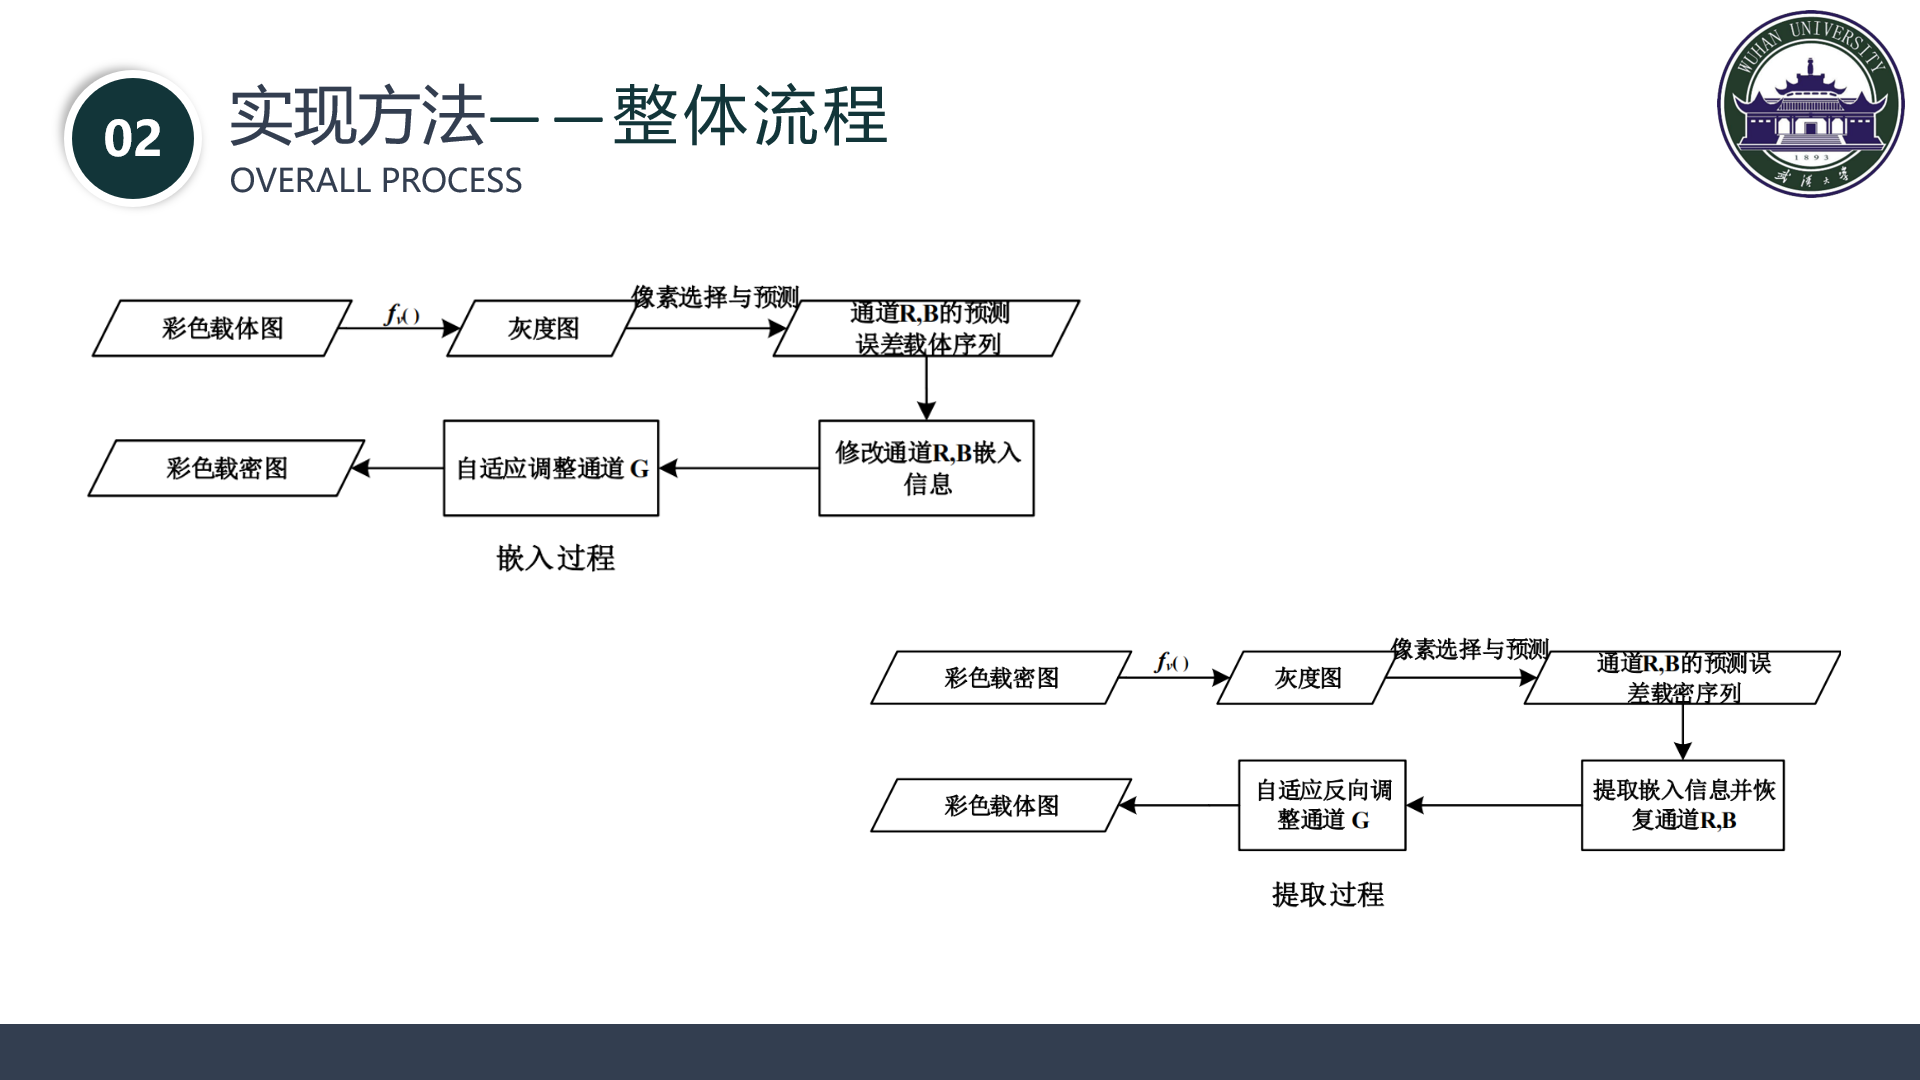 02
实现方法——整体流程
OVERALL PROCESS
WUHAN UNIVERSITY
1893
武汉大学
彩色载体图
fv( )
灰度图
像素选择与预测
通道R,B的预测
误差载体序列
彩色载密图
自适应调整通道 G
修改通道R,B嵌入
信息
嵌入过程
彩色载密图
fv( )
灰度图
像素选择与预测
通道R,B的预测误
差载密序列
彩色载体图
自适应反向调
整通道 G
提取嵌入信息并恢
复通道R,B
提取过程